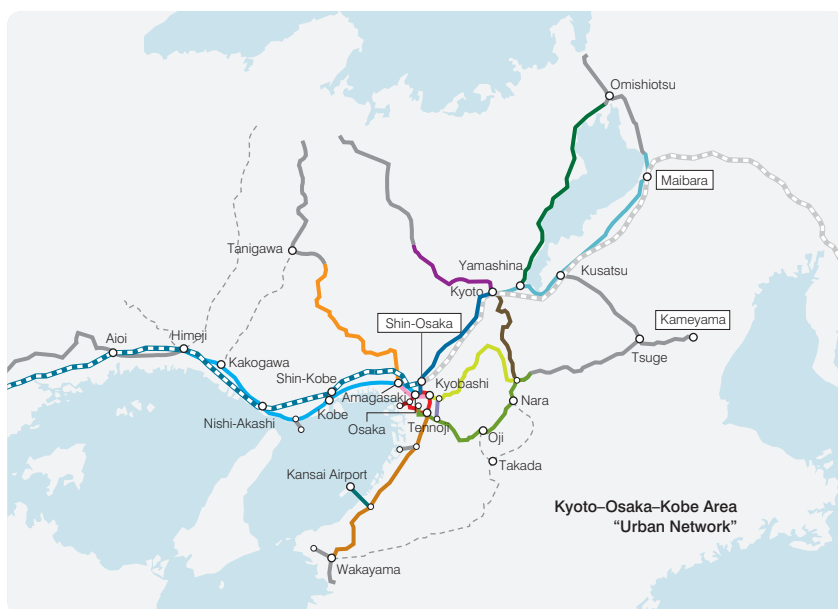 Omishiotsu
Maibara
Tanigawa
Yamashina
Kusatsu
Kyoto
Shin-Osaka
Kameyama
Aioi
Himeji
Tsuge
Kakogawa
Shin-Kobe
Kyobashi
Amagasaki
Nara
Kobe
Nishi-Akashi
Osaka
Tennoji
Oji
Takada
Kansai Airport
Kyoto–Osaka–Kobe Area
“Urban Network”
Wakayama